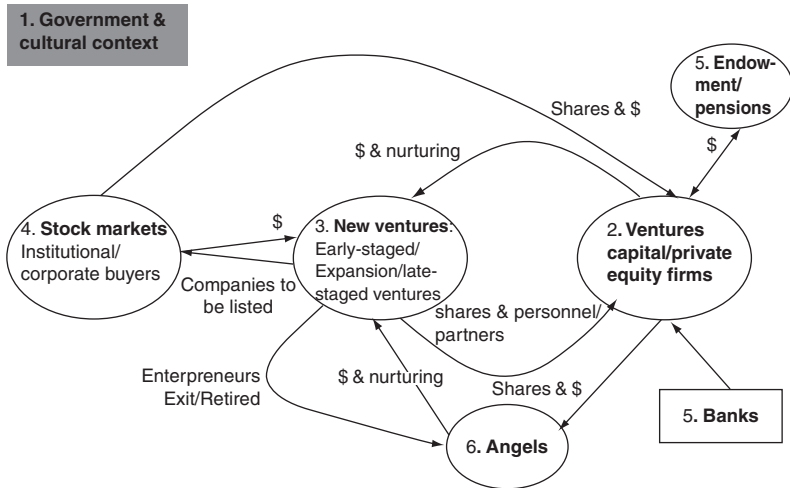 1. Government &
cultural context
5. Endow-
ment/
pensions
Shares & $
$
$ & nurturing
4. Stock markets
Institutional/
corporate buyers
$
3. New ventures:
Early-staged/
Expansion/late-
staged ventures
2. Ventures
capital/private
equity firms
Companies to
be listed
shares & personnel/
partners
Enterpreneurs
Exit/Retired
$ & nurturing
Shares & $
5. Banks
6. Angels